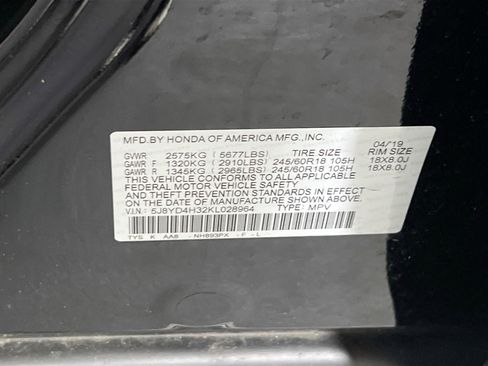 MFD.BY HONDA OF AMERICA MFG.,INC. 04/19
GVWR 2575KG ( 5677LBS) TIRE SIZE RIM SIZE
GAWR F 1320KG ( 2910LBS) 245/60R18 105H 18X8.0J
GAWR R 1345KG ( 2965LBS) 245/60R18 105H 18X8.0J
THIS VEHICLE CONFORMS TO ALL APPLICABLE
FEDERAL MOTOR VEHICLE SAFETY
AND THEFT PREVENTION STANDARDS IN EFFECT
ON THE DATE OF MANUFACTURE SHOWN ABOVE.
V.I.N.: 5J8YD4H32KL028964 TYPE: MPV
TYS K AA8 - NH893PX - F - L